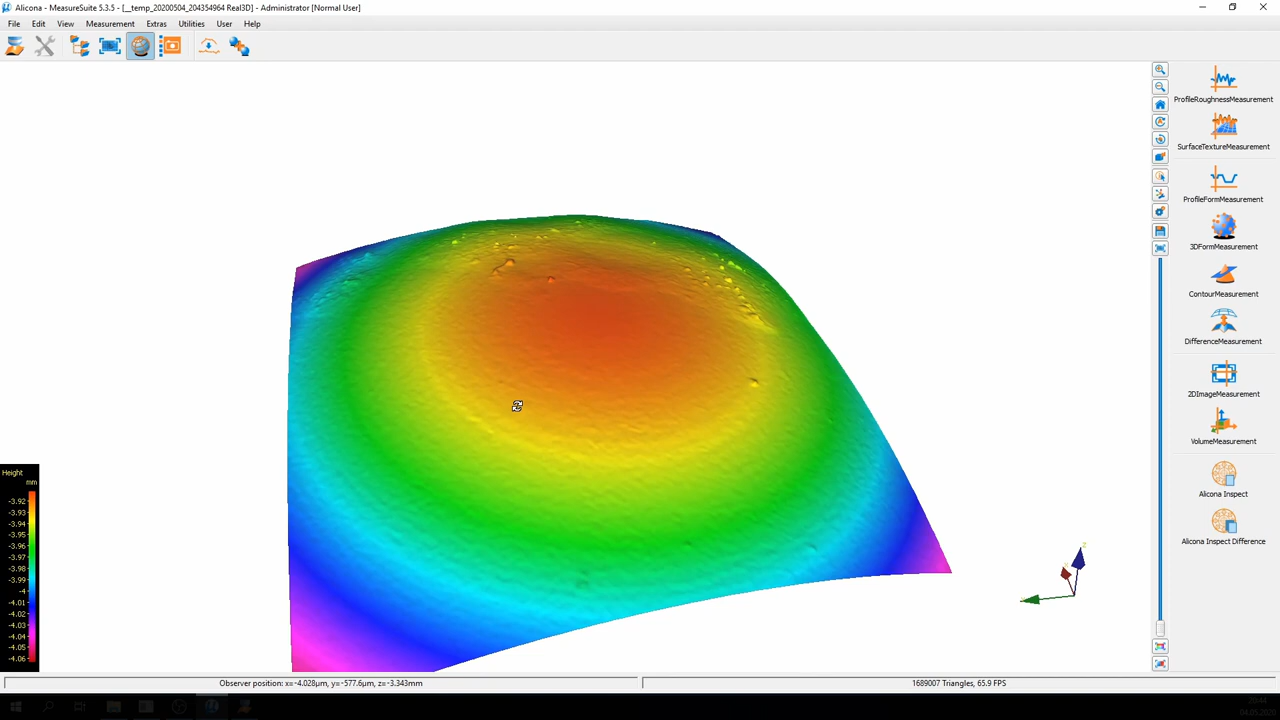 Alicona - MeasureSuite 5.3.5 - [__temp_20200504_204354964 Real3D] - Administrator [Normal User]
File Edit View Measurement Extras Utilities User Help
ProfileRoughnessMeasurement
SurfaceTextureMeasurement
ProfileFormMeasurement
3DFormMeasurement
ContourMeasurement
DifferenceMeasurement
2DImageMeasurement
VolumeMeasurement
Alicona Inspect
Alicona Inspect Difference
Height
mm
-3.92
-3.93
-3.94
-3.95
-3.96
-3.97
-3.98
-3.99
-4
-4.01
-4.02
-4.03
-4.04
-4.05
-4.06
Observer position: x=-4.028µm, y=-577.6µm, z=-3.343mm
1689007 Triangles, 65.9 FPS